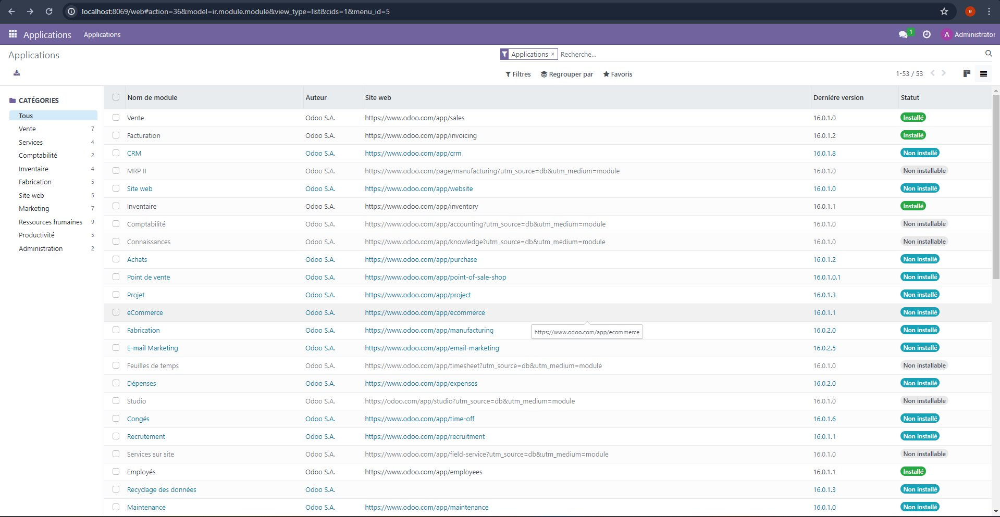 localhost:8069/web#action=36&model=ir.module.module&view_type=list&cids=1&menu_id=5
e
Applications Applications 1 A Administrator
Applications Applications × Recherche...
Filtres Regrouper par Favoris 1-53 / 53
CATÉGORIES
Tous
Vente 7
Services 4
Comptabilité 2
Inventaire 4
Fabrication 5
Site web 5
Marketing 7
Ressources humaines 9
Productivité 5
Administration 2
Nom de module Auteur Site web Dernière version Statut
Vente Odoo S.A. https://www.odoo.com/app/sales 16.0.1.0 Installé
Facturation Odoo S.A. https://www.odoo.com/app/invoicing 16.0.1.2 Installé
CRM Odoo S.A. https://www.odoo.com/app/crm 16.0.1.8 Non installé
MRP II Odoo S.A. https://www.odoo.com/page/manufacturing?utm_source=db&utm_medium=module 16.0.1.0 Non installable
Site web Odoo S.A. https://www.odoo.com/app/website 16.0.1.0 Non installé
Inventaire Odoo S.A. https://www.odoo.com/app/inventory 16.0.1.1 Installé
Comptabilité Odoo S.A. https://www.odoo.com/app/accounting?utm_source=db&utm_medium=module 16.0.1.0 Non installable
Connaissances Odoo S.A. https://www.odoo.com/app/knowledge?utm_source=db&utm_medium=module 16.0.1.0 Non installable
Achats Odoo S.A. https://www.odoo.com/app/purchase 16.0.1.2 Non installé
Point de vente Odoo S.A. https://www.odoo.com/app/point-of-sale-shop 16.0.1.0.1 Non installé
Projet Odoo S.A. https://www.odoo.com/app/project 16.0.1.3 Non installé
eCommerce Odoo S.A. https://www.odoo.com/app/ecommerce 16.0.1.1 Non installé
Fabrication Odoo S.A. https://www.odoo.com/app/manufacturing 16.0.2.0 Non installé
https://www.odoo.com/app/ecommerce
E-mail Marketing Odoo S.A. https://www.odoo.com/app/email-marketing 16.0.2.5 Non installé
Feuilles de temps Odoo S.A. https://www.odoo.com/app/timesheet?utm_source=db&utm_medium=module 16.0.1.0 Non installable
Dépenses Odoo S.A. https://www.odoo.com/app/expenses 16.0.2.0 Non installé
Studio Odoo S.A. https://odoo.com/app/studio?utm_source=db&utm_medium=module 16.0.1.0 Non installable
Congés Odoo S.A. https://www.odoo.com/app/time-off 16.0.1.6 Non installé
Recrutement Odoo S.A. https://www.odoo.com/app/recruitment 16.0.1.1 Non installé
Services sur site Odoo S.A. https://www.odoo.com/app/field-service?utm_source=db&utm_medium=module 16.0.1.0 Non installable
Employés Odoo S.A. https://www.odoo.com/app/employees 16.0.1.1 Installé
Recyclage des données Odoo S.A. 16.0.1.3 Non installé
Maintenance Odoo S.A. https://www.odoo.com/app/maintenance 16.0.1.0 Non installé